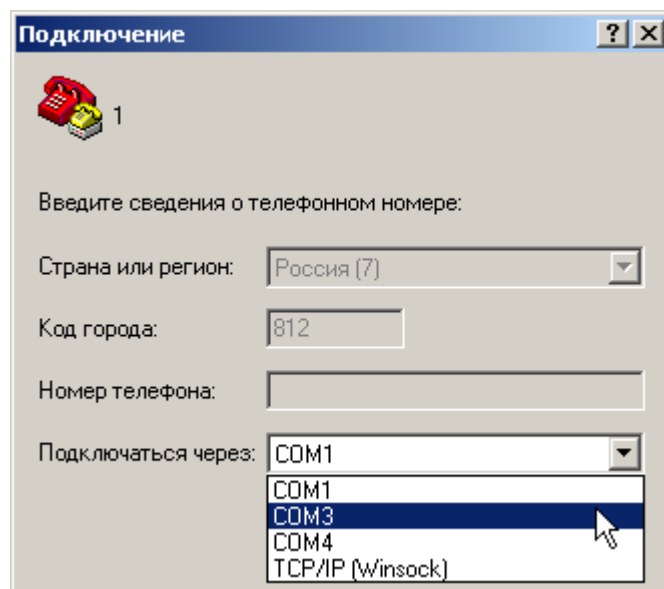 Подключение
1
Введите сведения о телефонном номере:
Страна или регион: Россия (7)
Код города: 812
Номер телефона:
Подключаться через: COM1
COM1
COM3
COM4
TCP/IP (Winsock)